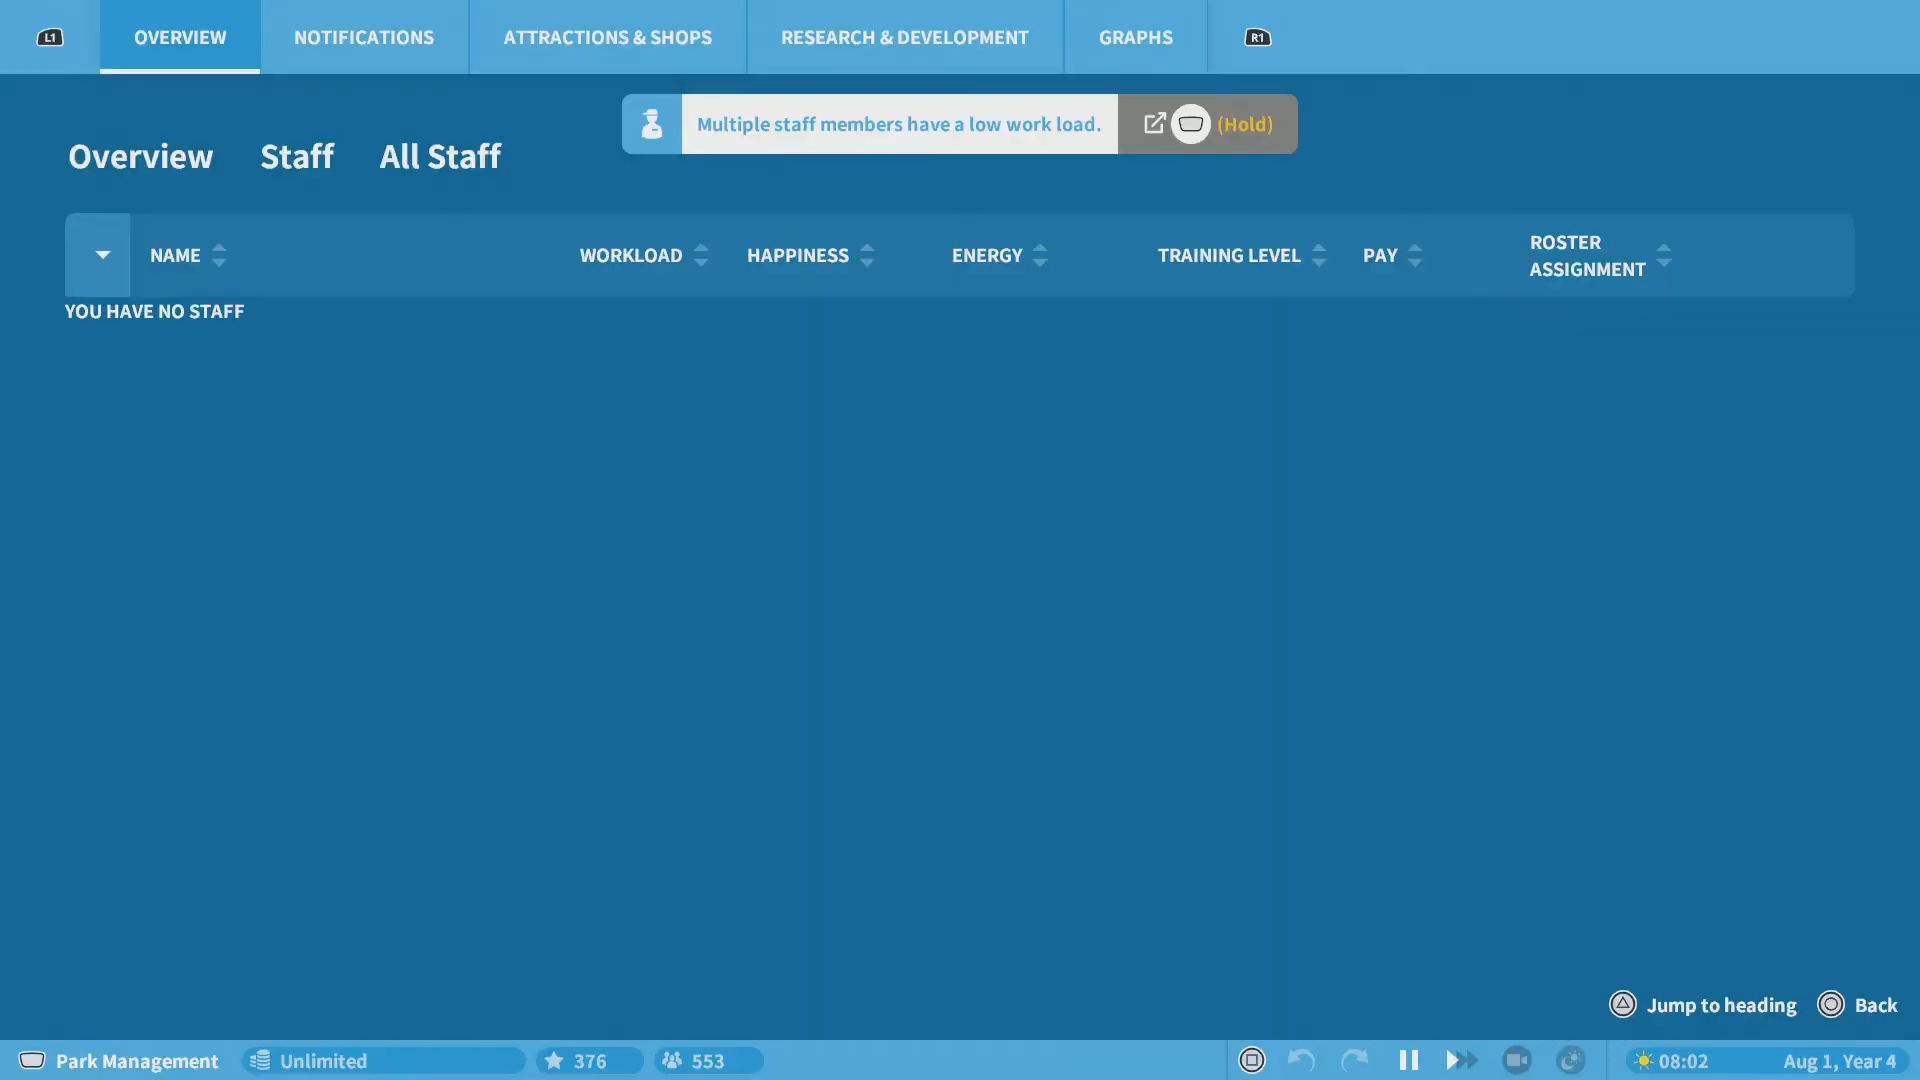 L1
OVERVIEW
NOTIFICATIONS
ATTRACTIONS & SHOPS
RESEARCH & DEVELOPMENT
GRAPHS
R1
Multiple staff members have a low work load.
(Hold)
Overview
Staff
All Staff
NAME
WORKLOAD
HAPPINESS
ENERGY
TRAINING LEVEL
PAY
ROSTER
ASSIGNMENT
YOU HAVE NO STAFF
Jump to heading
Back
Park Management
Unlimited
376
553
08:02
Aug 1, Year 4